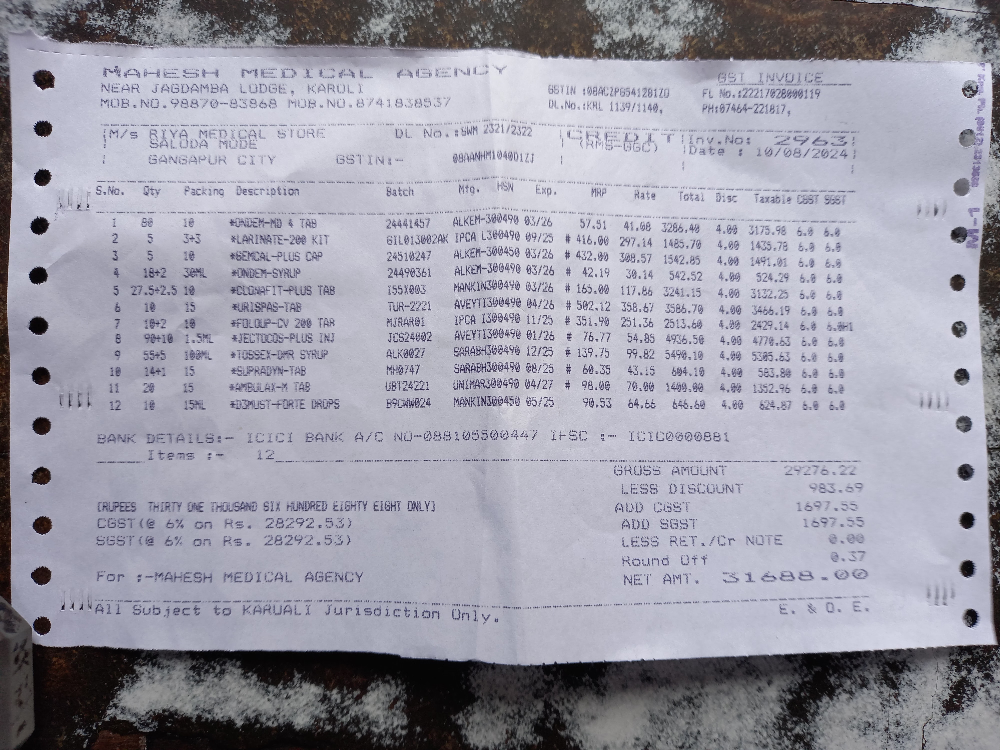 MAHESH MEDICAL AGENCY
NEAR JAGDAMBA LODGE, KAROLI
MOB.NO.98870-83868 MOB.NO.8741838537
GST INVOICE
GSTIN :08ACZPG5412B1ZO FL No.:22217028000119
DL.No.:KRL 1139/1140, PH:07464-221817,
M/s RIYA MEDICAL STORE DL No.:SWM 2321/2322
SALODA MODE
GANGAPUR CITY GSTIN:- 08AANHM1040D1ZJ
CREDIT Inv.No: 2963
(RMS-GGC) Date : 10/08/2024
S.No. Qty Packing Description Batch Mfg. HSN Exp. MRP Rate Total Disc Taxable CGST SGST
1 80 10 *ONDEM-MD 4 TAB 24441457 ALKEM-300490 03/26 57.51 41.08 3286.40 4.00 3175.98 6.0 6.0
2 5 3+3 *LARINATE-200 KIT GIL013002AK IPCA L300490 09/25 # 416.00 297.14 1485.70 4.00 1435.78 6.0 6.0
3 5 10 *GEMCAL-PLUS CAP 24510247 ALKEM-300450 03/26 # 432.00 308.57 1542.85 4.00 1491.01 6.0 6.0
4 18+2 30ML *ONDEM-SYRUP 24490361 ALKEM-300490 03/26 # 42.19 30.14 542.52 4.00 524.29 6.0 6.0
5 27.5+2.5 10 *CLONAFIT-PLUS TAB I55X003 MANKIN300490 03/26 # 165.00 117.86 3241.15 4.00 3132.25 6.0 6.0
6 10 15 *URISPAS-TAB TUR-2221 AVEYTI300490 04/26 # 502.12 358.67 3586.70 4.00 3466.19 6.0 6.0
7 10+2 10 *FOLOUP-CV 200 TAB MJRAR01 IPCA I300490 11/25 # 351.90 251.36 2513.60 4.00 2429.14 6.0 6.0H1
8 90+10 1.5ML *JECTOCOS-PLUS INJ JCS24002 AVEYTI300490 01/26 # 76.77 54.85 4936.50 4.00 4770.63 6.0 6.0
9 55+5 100ML *TOSSEX-DMR SYRUP ALK0027 SARABH300490 12/25 # 139.75 99.82 5490.10 4.00 5305.63 6.0 6.0
10 14+1 15 *SUPRADYN-TAB MH0747 SARABH300490 08/25 # 60.35 43.15 604.10 4.00 583.80 6.0 6.0
11 20 15 *AMBULAX-M TAB UBT24221 UNIMAR300490 04/27 # 98.00 70.00 1400.00 4.00 1352.96 6.0 6.0
12 10 15ML *D3MUST-FORTE DROPS B9CWW024 MANKIN300450 05/25 90.53 64.66 646.60 4.00 624.87 6.0 6.0
BANK DETAILS:- ICICI BANK A/C NO-088105500447 IFSC :- ICIC0000881
Items :- 12
GROSS AMOUNT 29276.22
LESS DISCOUNT 983.69
[RUPEES THIRTY ONE THOUSAND SIX HUNDRED EIGHTY EIGHT ONLY] ADD CGST 1697.55
CGST(@ 6% on Rs. 28292.53) ADD SGST 1697.55
SGST(@ 6% on Rs. 28292.53) LESS RET./Cr NOTE 0.00
Round Off 0.37
For :-MAHESH MEDICAL AGENCY NET AMT. 31688.00
All Subject to KARUALI Jurisdiction Only. E. & O. E.